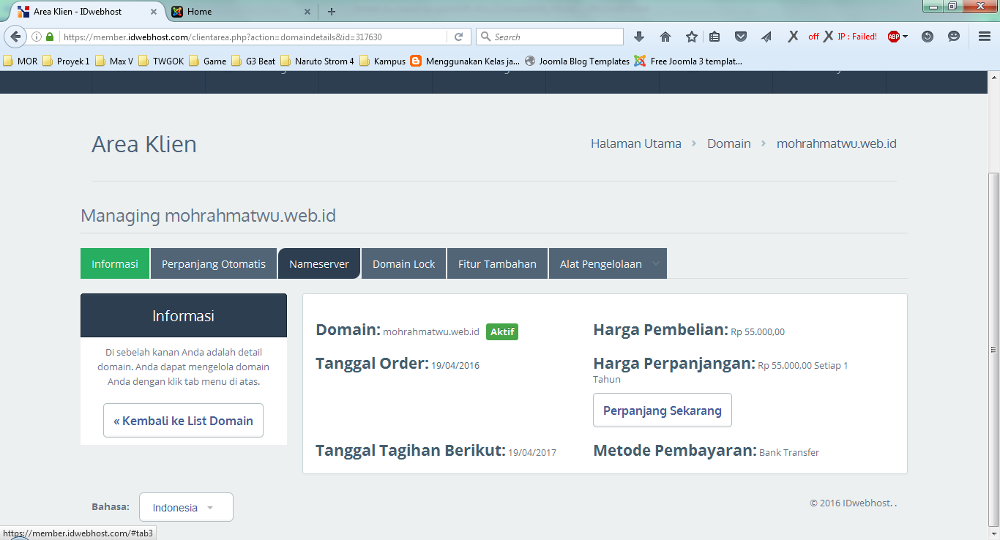 Area Klien - IDwebhost
Home
https://member.idwebhost.com/clientarea.php?action=domaindetails&id=317630
Search
off
IP : Failed!
ABP
MOR
Proyek 1
Max V
TWGOK
Game
G3 Beat
Naruto Strom 4
Kampus
Menggunakan Kelas ja...
Joomla Blog Templates
Free Joomla 3 templat...
Area Klien
Halaman Utama > Domain > mohrahmatwu.web.id
Managing mohrahmatwu.web.id
Informasi
Perpanjang Otomatis
Nameserver
Domain Lock
Fitur Tambahan
Alat Pengelolaan
Informasi
Di sebelah kanan Anda adalah detail
domain. Anda dapat mengelola domain
Anda dengan klik tab menu di atas.
« Kembali ke List Domain
Domain: mohrahmatwu.web.id Aktif
Harga Pembelian: Rp 55.000,00
Tanggal Order: 19/04/2016
Harga Perpanjangan: Rp 55.000,00 Setiap 1
Tahun
Perpanjang Sekarang
Tanggal Tagihan Berikut: 19/04/2017
Metode Pembayaran: Bank Transfer
Bahasa: Indonesia
© 2016 IDwebhost. .
https://member.idwebhost.com/#tab3